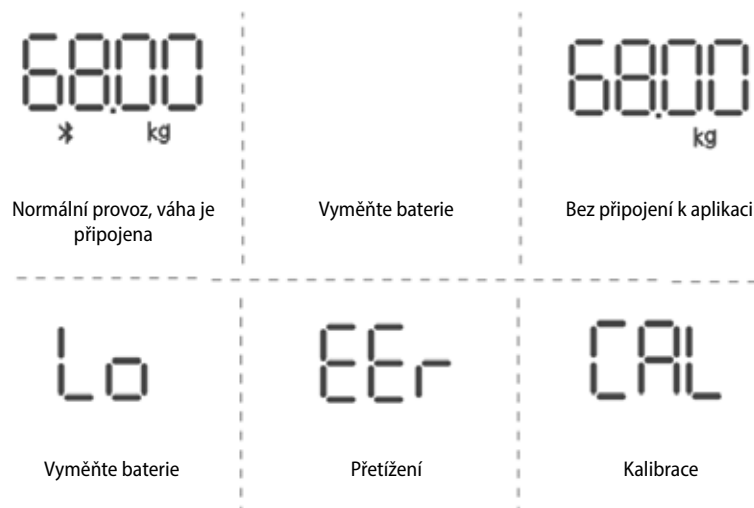 68.00
kg
Normální provoz, váha je
připojena
Vyměňte baterie
68.00
kg
Bez připojení k aplikaci
Lo
Vyměňte baterie
EEr
Přetížení
CAL
Kalibrace